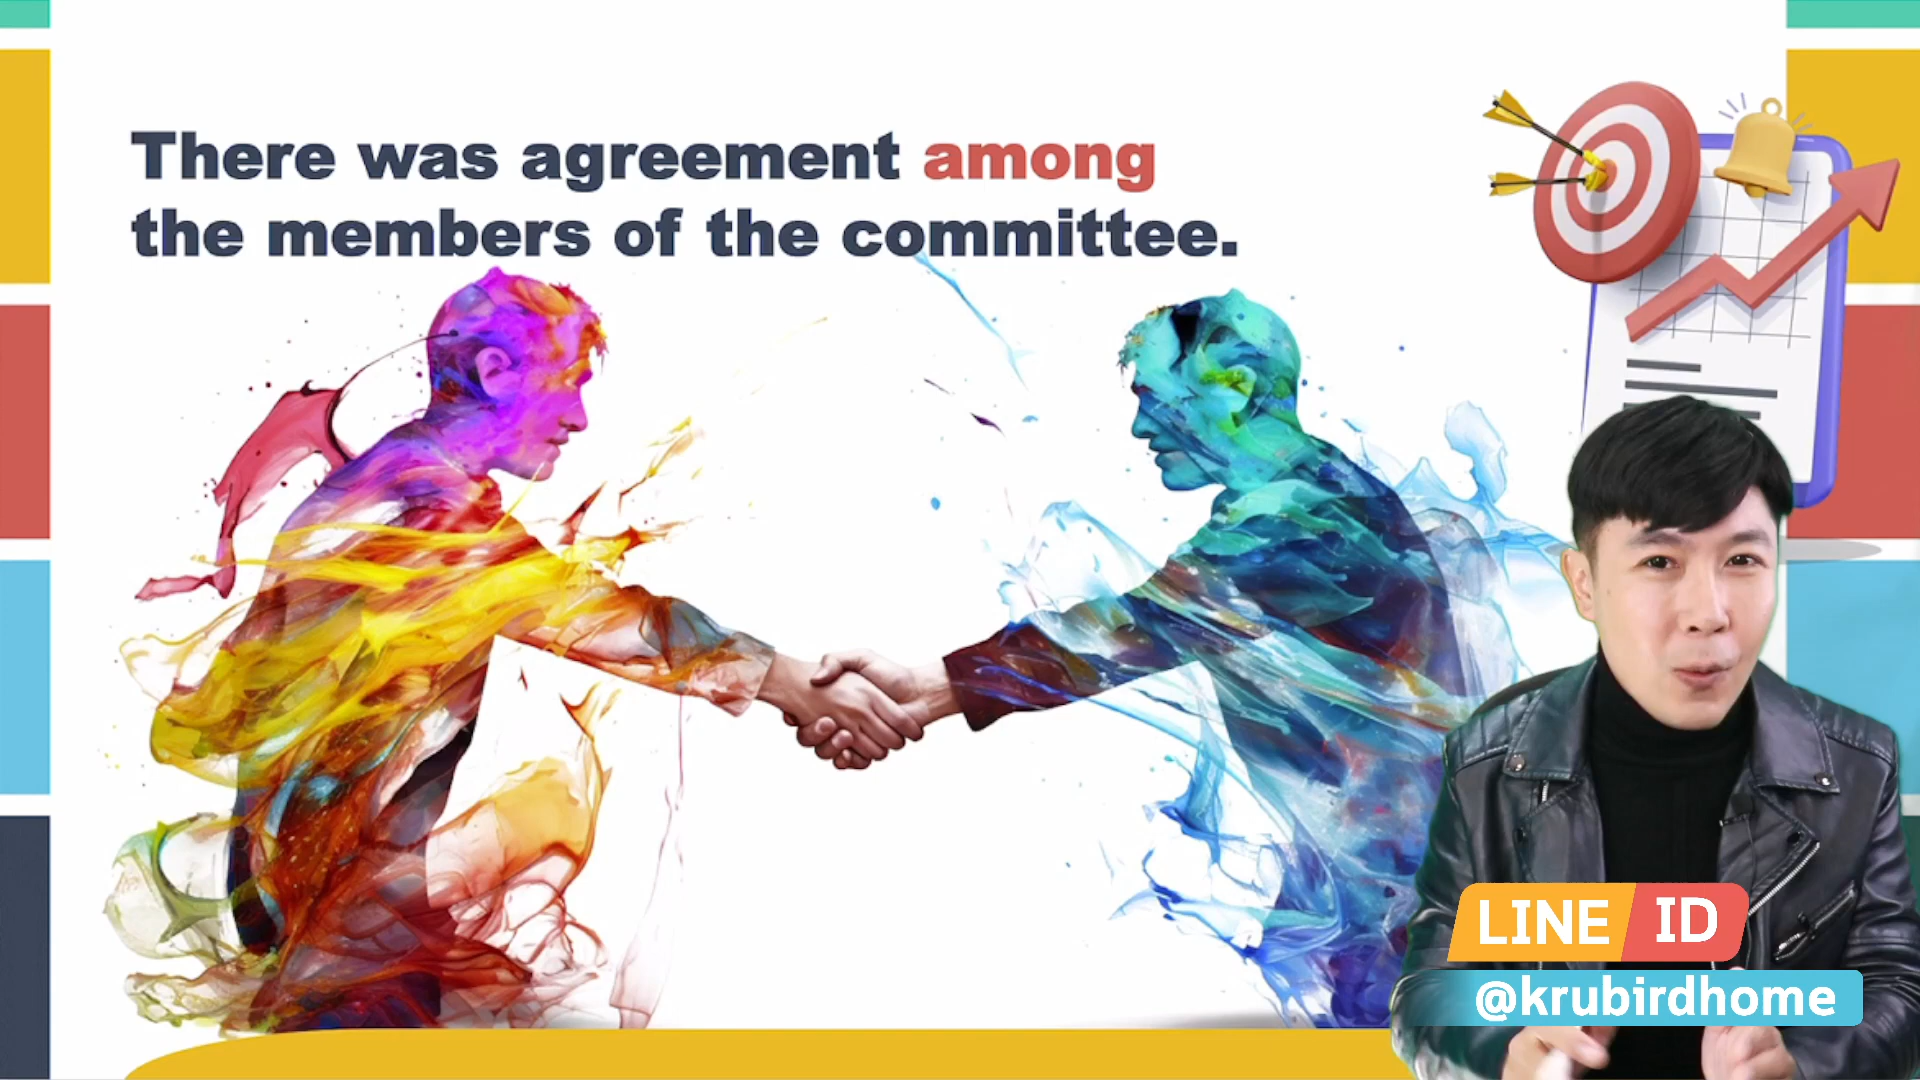 There was agreement among
the members of the committee.
LINE ID
@krubirdhome